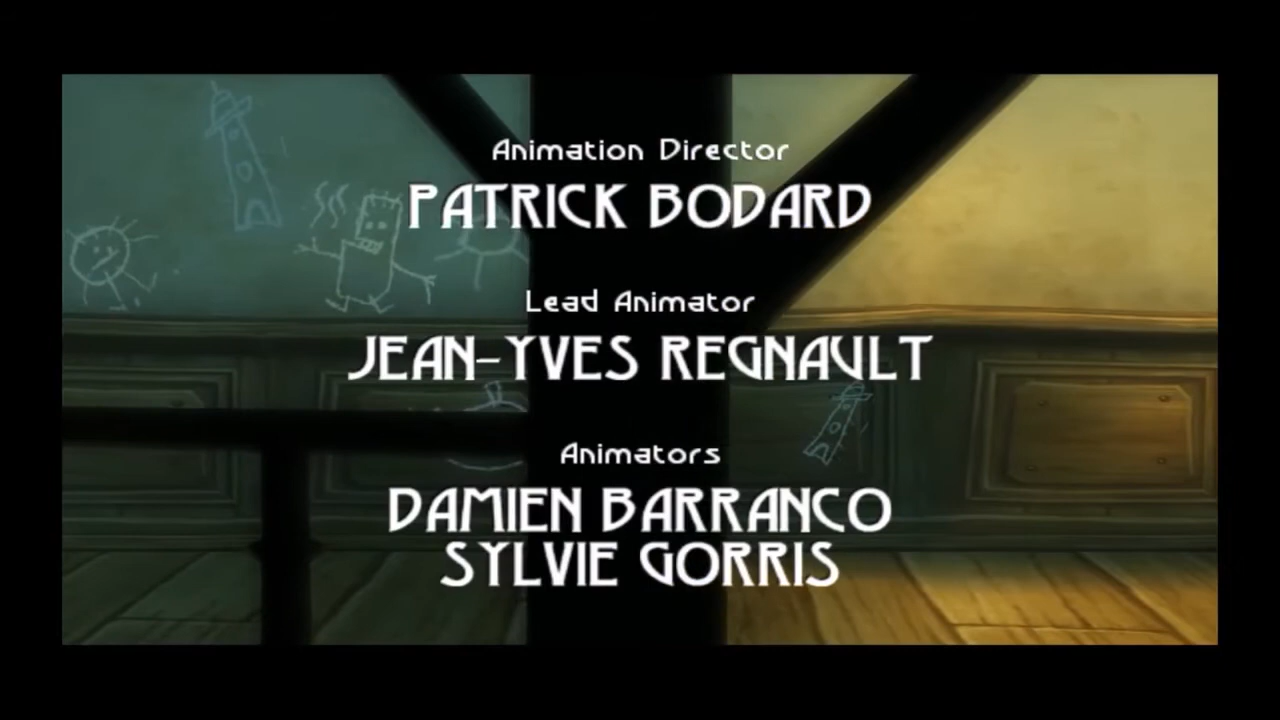 Animation Director
PATRICK BODARD
Lead Animator
JEAN-YVES REGNAULT
Animators
DAMIEN BARRANCO
SYLVIE GORRIS